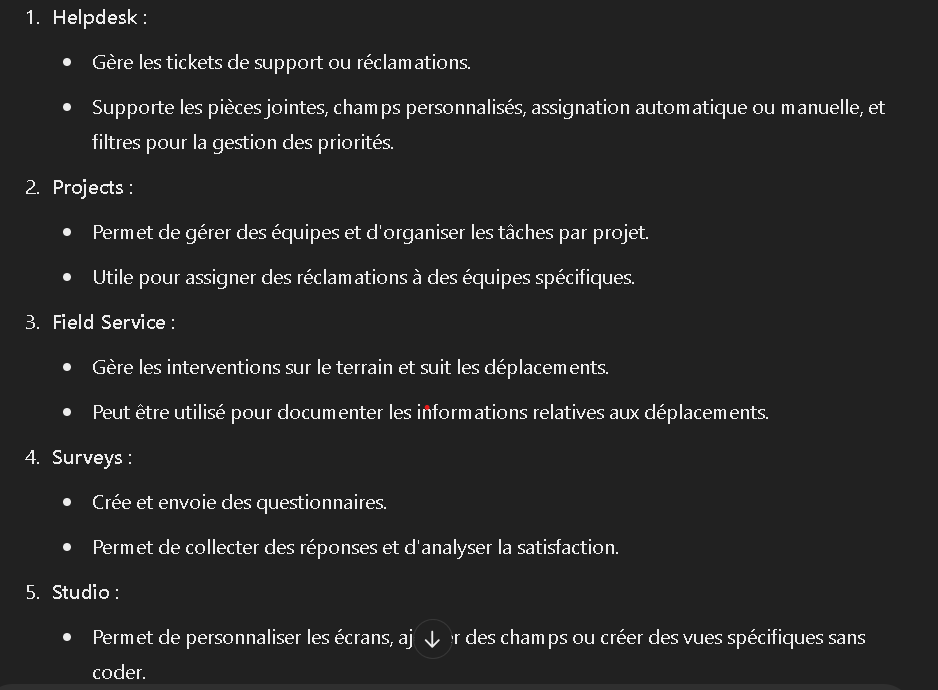 1. Helpdesk :
• Gère les tickets de support ou réclamations.
• Supporte les pièces jointes, champs personnalisés, assignation automatique ou manuelle, et
filtres pour la gestion des priorités.
2. Projects :
• Permet de gérer des équipes et d'organiser les tâches par projet.
• Utile pour assigner des réclamations à des équipes spécifiques.
3. Field Service :
• Gère les interventions sur le terrain et suit les déplacements.
• Peut être utilisé pour documenter les informations relatives aux déplacements.
4. Surveys :
• Crée et envoie des questionnaires.
• Permet de collecter des réponses et d'analyser la satisfaction.
5. Studio :
• Permet de personnaliser les écrans, des champs ou créer des vues spécifiques sans
coder.